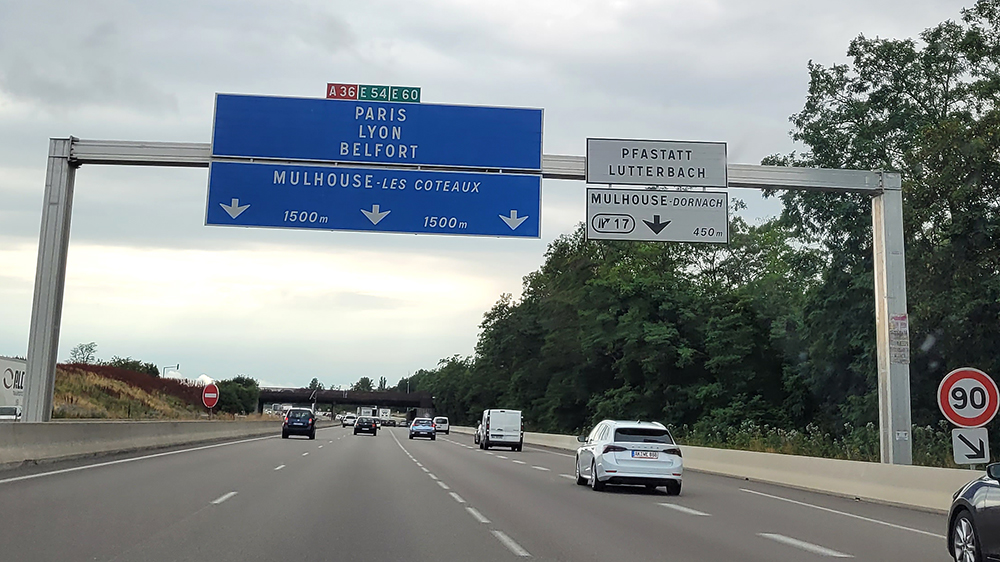 A 36 E 54 E 60
PARIS
LYON
BELFORT
MULHOUSE-LES COTEAUX
1500m 1500m
PFASTATT
LUTTERBACH
MULHOUSE-DORNACH
17
450m
90